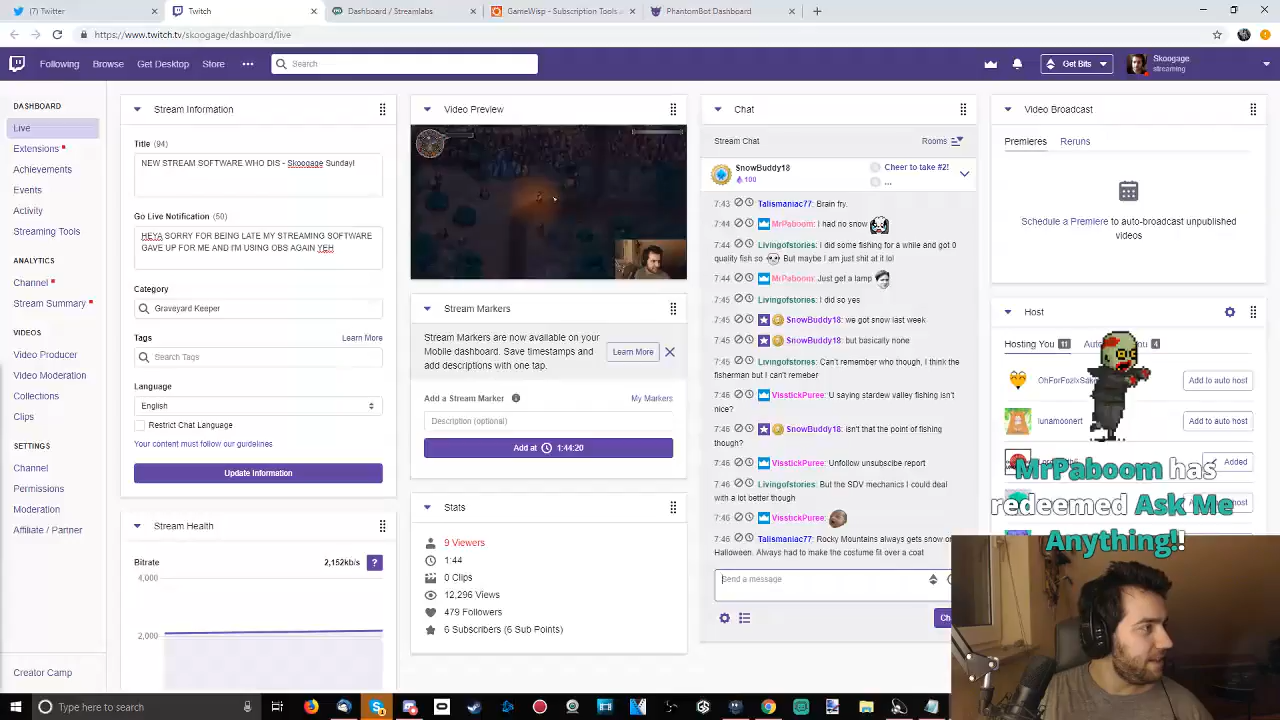 (7) Twitter
Twitch
Dashboard / Streamlabs
GameWisp - Subscription Tools
PhantomBot Dashboard
https://www.twitch.tv/skoogage/dashboard/live
Following
Browse
Get Desktop
Store
Search
Get Bits
Skoogage
streaming
DASHBOARD
Live
Extensions
Achievements
Events
Activity
Streaming Tools
ANALYTICS
Channel
Stream Summary
VIDEOS
Video Producer
Video Moderation
Collections
Clips
SETTINGS
Channel
Permissions
Moderation
Affiliate / Partner
Creator Camp
Stream Information
Title (94)
NEW STREAM SOFTWARE WHO DIS - Skoogage Sunday!
Go Live Notification (50)
HEYA SORRY FOR BEING LATE MY STREAMING SOFTWARE
GAVE UP FOR ME AND I'M USING OBS AGAIN YEH
Category
Graveyard Keeper
Tags
Learn More
Search Tags
Language
English
Restrict Chat Language
Your content must follow our guidelines
Update Information
Stream Health
Bitrate
2,152kb/s
?
4,000
2,000
Video Preview
Stream Markers
Stream Markers are now available on your
Mobile dashboard. Save timestamps and
add descriptions with one tap.
Learn More
Add a Stream Marker
My Markers
Description (optional)
Add at 1:44:20
Stats
9 Viewers
1:44
0 Clips
12,296 Views
479 Followers
6 Subscribers (6 Sub Points)
Chat
Stream Chat
Rooms
SnowBuddy18
100
Cheer to take #2!
...
7:43 Talismaniac77: Brain fry.
7:44 MrPaboom: I had no snow
7:44 Livingofstories: I did some fishing for a while and got 0
quality fish so But maybe I am just shit at it lol
7:44 MrPaboom: Just get a lamp
7:45 Livingofstories: I did so yes
7:45 SnowBuddy18: we got snow last week
7:45 SnowBuddy18: but basically none
7:45 Livingofstories: Can't remember who though, I think the
fisherman but I can't remeber
7:46 VisstickPuree: U saying stardew valley fishing isn't
nice?
7:46 SnowBuddy18: isn't that the point of fishing
though?
7:46 VisstickPuree: Unfollow unsubscibe report
7:46 Livingofstories: But the SDV mechanics I could deal
with a lot better though
7:46 VisstickPuree:
7:46 Talismaniac77: Rocky Mountains always gets snow on
Halloween. Always had to make the costume fit over a coat
Send a message
Video Broadcast
Premieres
Reruns
Schedule a Premiere to auto-broadcast unpublished
videos
Host
Hosting You 11
4
Add to auto host
lunamoonert
Add to auto host
Added
MrPaboom has
redeemed Ask Me
Anything!!
Type here to search